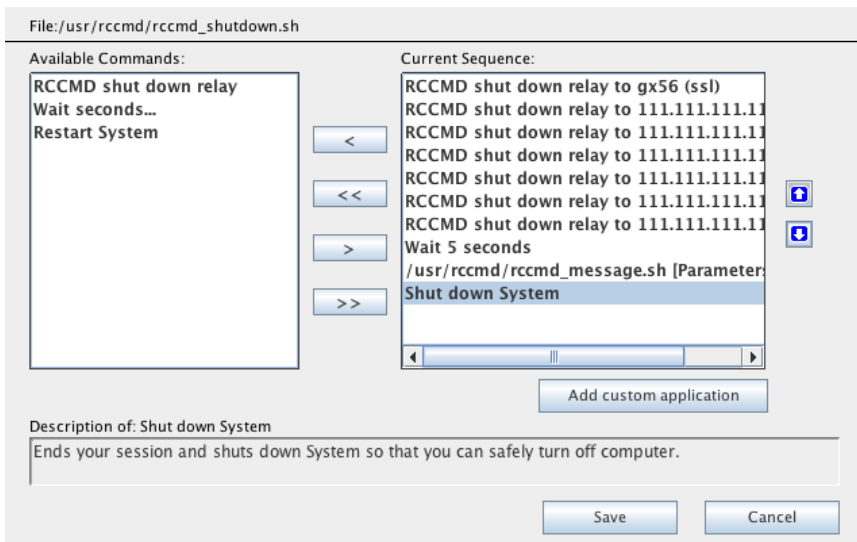 File:/usr/rccmd/rccmd_shutdown.sh
Available Commands:
RCCMD shut down relay
Wait seconds...
Restart System
<
<<
>
>>
Current Sequence:
RCCMD shut down relay to gx56 (ssl)
RCCMD shut down relay to 111.111.111.11
RCCMD shut down relay to 111.111.111.11
RCCMD shut down relay to 111.111.111.11
RCCMD shut down relay to 111.111.111.11
RCCMD shut down relay to 111.111.111.11
RCCMD shut down relay to 111.111.111.11
Wait 5 seconds
/usr/rccmd/rccmd_message.sh [Parameter
Shut down System
Add custom application
Description of: Shut down System
Ends your session and shuts down System so that you can safely turn off computer.
Save
Cancel